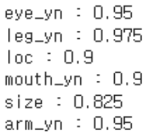 eye_yn : 0.95
leg_yn : 0.975
loc : 0.9
mouth_yn : 0.9
size : 0.825
arm_yn : 0.95